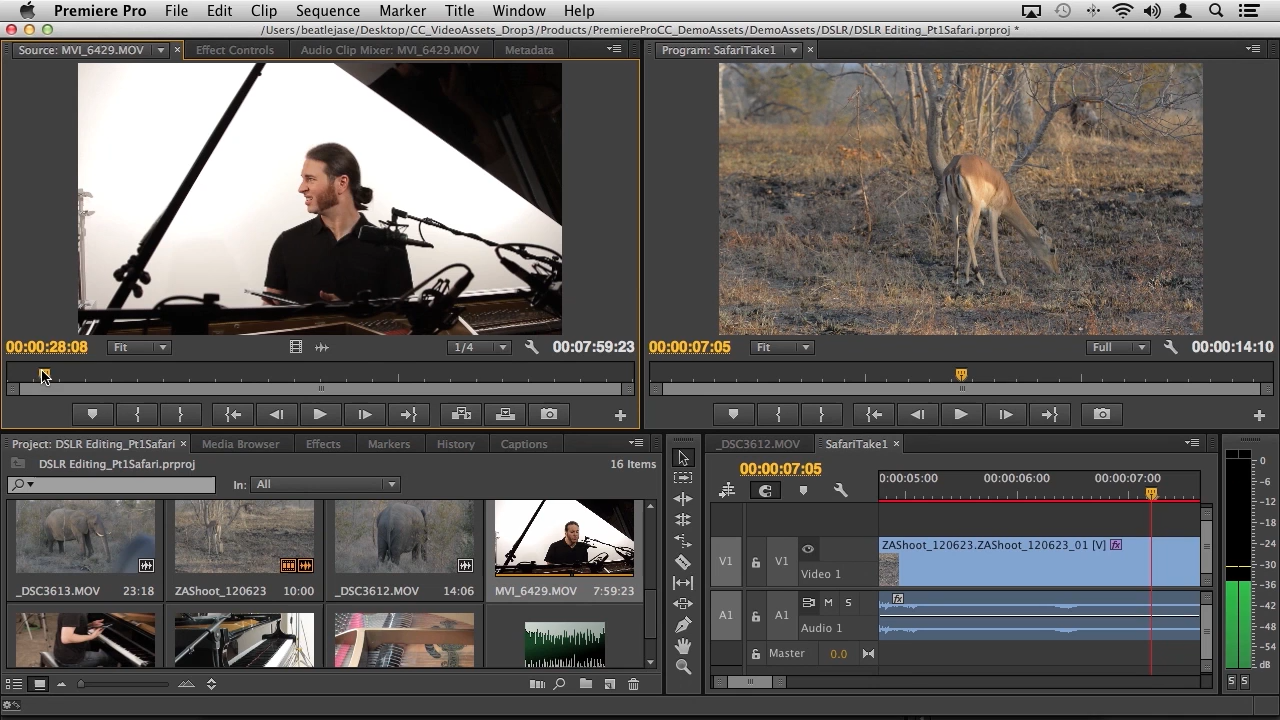 Premiere Pro File Edit Clip Sequence Marker Title Window Help
/Users/beatlejase/Desktop/CC_VideoAssets_Drop3/Products/PremiereProCC_DemoAssets/DemoAssets/DSLR/DSLR Editing_Pt1Safari.prproj *
Source: MVI_6429.MOV Effect Controls Audio Clip Mixer: MVI_6429.MOV Metadata
Program: SafariTake1
00:00:28:08 Fit 1/4 00:07:59:23
00:00:07:05 Fit Full 00:00:14:10
Project: DSLR Editing_Pt1Safari Media Browser Effects Markers History Captions
DSLR Editing_Pt1Safari.prproj 16 Items
In: All
_DSC3613.MOV 23:18
ZAShoot_120623 10:00
_DSC3612.MOV 14:06
MVI_6429.MOV 7:59:23
_DSC3612.MOV SafariTake1
00:00:07:05
0:00:05:00 00:00:06:00 00:00:07:00
V1 V1 Video 1
ZAShoot_120623.ZAShoot_120623_01 [V] fx
A1 A1 M S Audio 1
fx
Master 0.0
0
-6
-12
-18
-24
-30
-36
-42
-48
-54
dB
S S